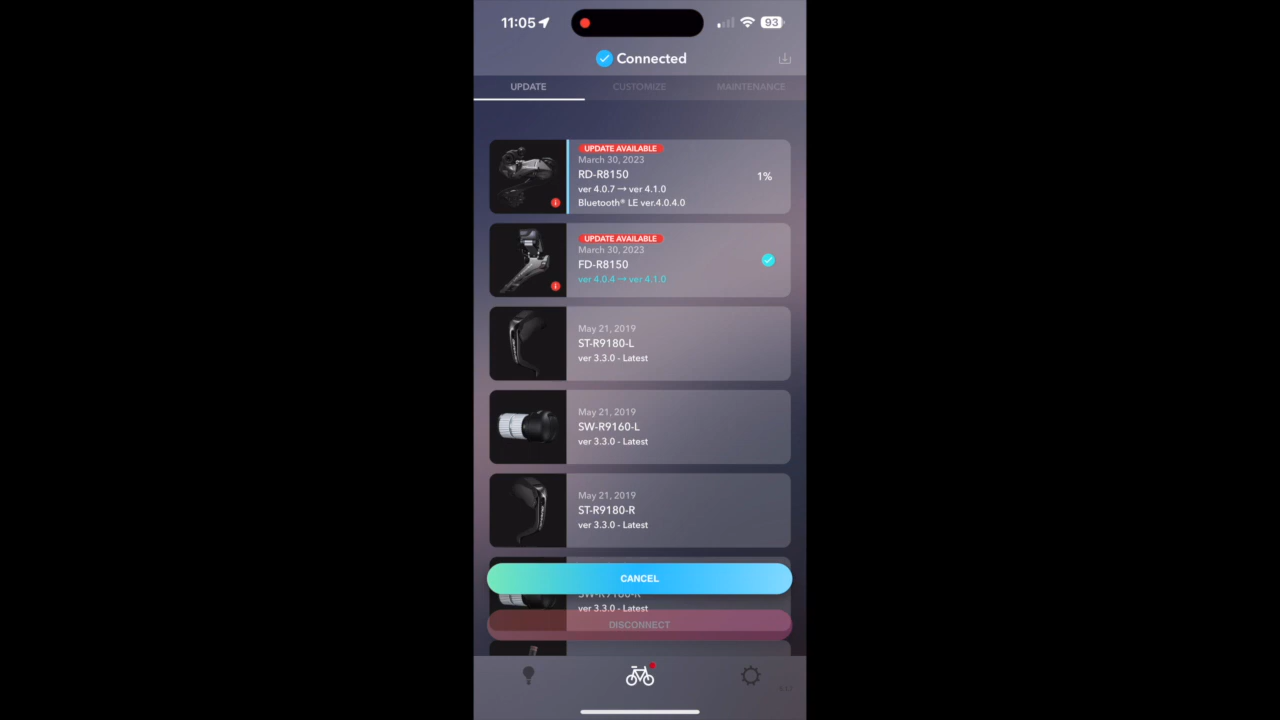 11:05
93
Connected
UPDATE CUSTOMIZE MAINTENANCE
UPDATE AVAILABLE
March 30, 2023
RD-R8150
1%
ver 4.0.7 → ver 4.1.0
Bluetooth® LE ver.4.0.4.0
UPDATE AVAILABLE
March 30, 2023
FD-R8150
ver 4.0.4 → ver 4.1.0
May 21, 2019
ST-R9180-L
ver 3.3.0 - Latest
May 21, 2019
SW-R9160-L
ver 3.3.0 - Latest
May 21, 2019
ST-R9180-R
ver 3.3.0 - Latest
CANCEL
SW-R9160-R
ver 3.3.0 - Latest
DISCONNECT